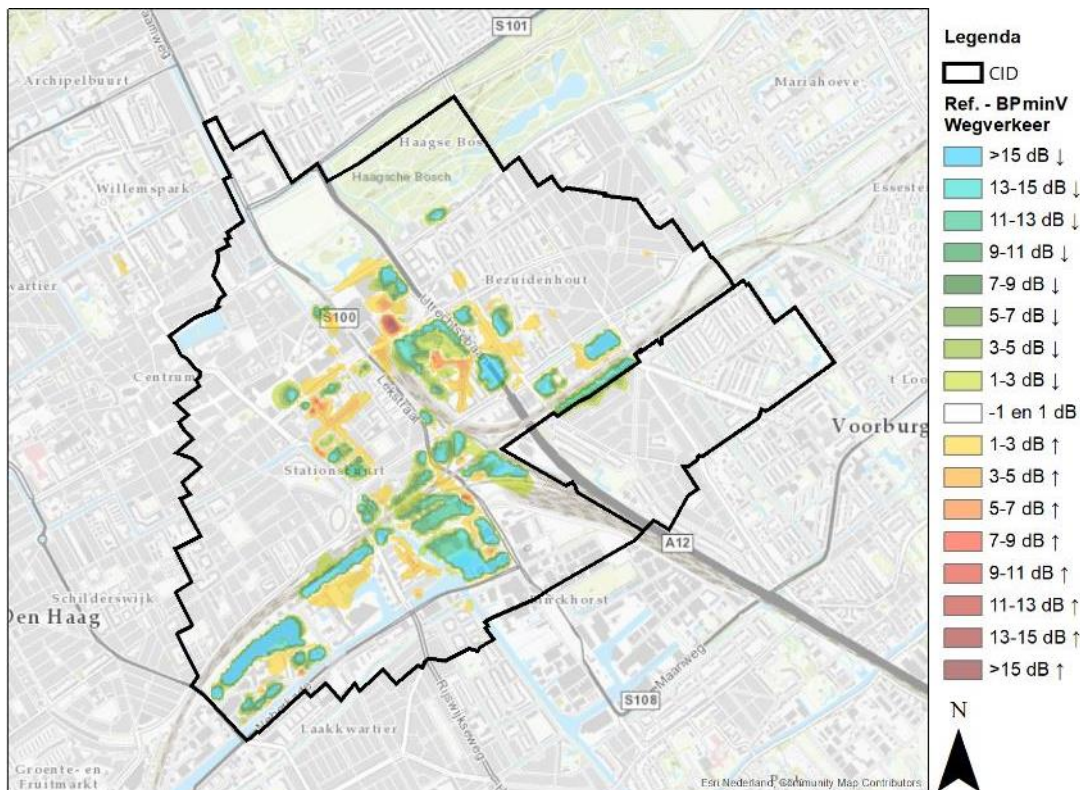 S101
Archipelbuurt
Mariahoeve
Haagse Bos
Haagsche Bosch
Willemspark
Essester
Bezuidenhout
S100
Utrechtsebaan
Centrum
Lekstraat
't Loo
Voorburg
Stationsbuurt
A12
Schilderswijk
Den Haag
Binckhorst
Maanweg
S108
Rijswijkseweg
Laakkwartier
Groente- en
Fruitmarkt
Esri Nederland, Community Map Contributors
Legenda
CID
Ref. - BPminV
Wegverkeer
>15 dB ↓
13-15 dB ↓
11-13 dB ↓
9-11 dB ↓
7-9 dB ↓
5-7 dB ↓
3-5 dB ↓
1-3 dB ↓
-1 en 1 dB
1-3 dB ↑
3-5 dB ↑
5-7 dB ↑
7-9 dB ↑
9-11 dB ↑
11-13 dB ↑
13-15 dB ↑
>15 dB ↑
N